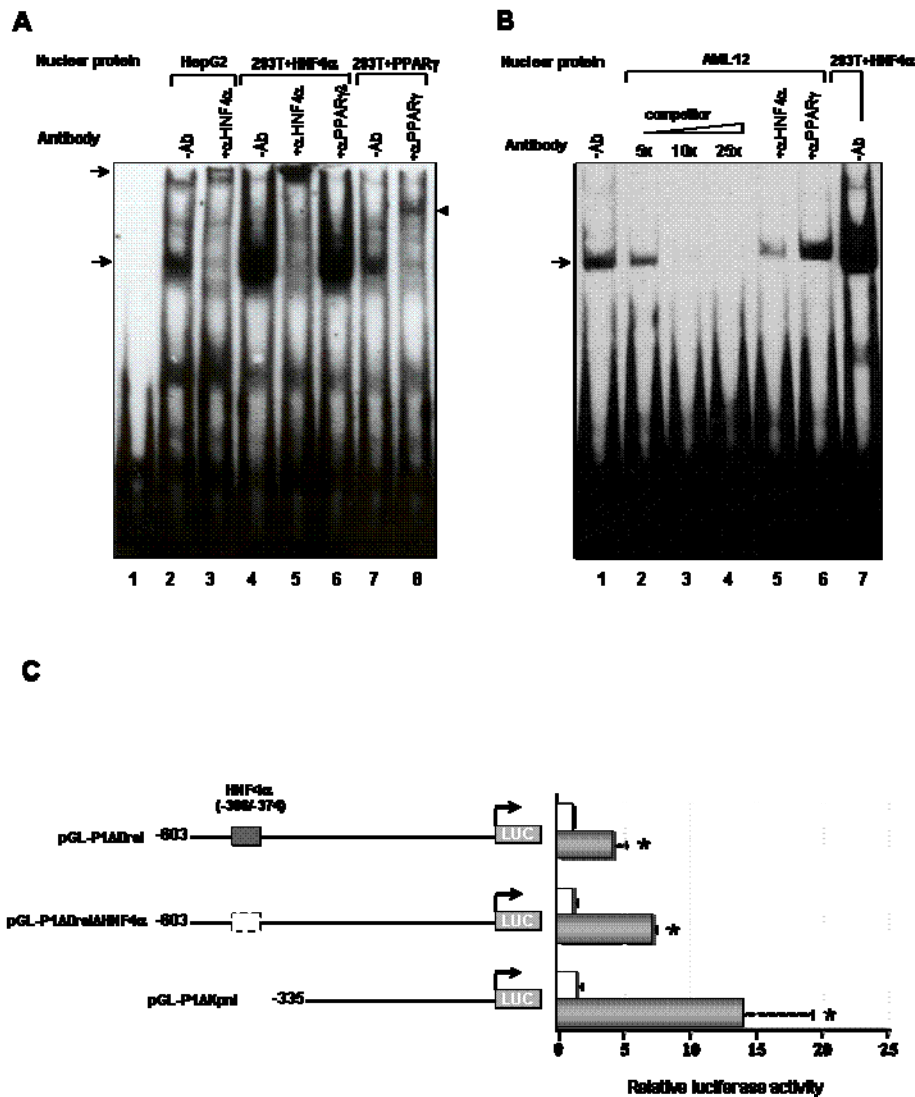 A
Nuclear protein HepG2 293T+HNF4α 293T+PPARγ
Antibody -Ab +αHNF4α -Ab +αHNF4α +αPPARγ2 -Ab +αPPARγ
1 2 3 4 5 6 7 8
B
Nuclear protein AML12 293T+HNF4α
competitor
Antibody -Ab 5x 10x 25x +αHNF4α +αPPARγ -Ab
1 2 3 4 5 6 7
C
HNF4α
pGL-P1ΔDraI -603 LUC *
pGL-P1ΔDraIΔHNF4α -603 LUC *
pGL-P1ΔKpnI -335 LUC *
0 5 10 15 20 25
Relative luciferase activity